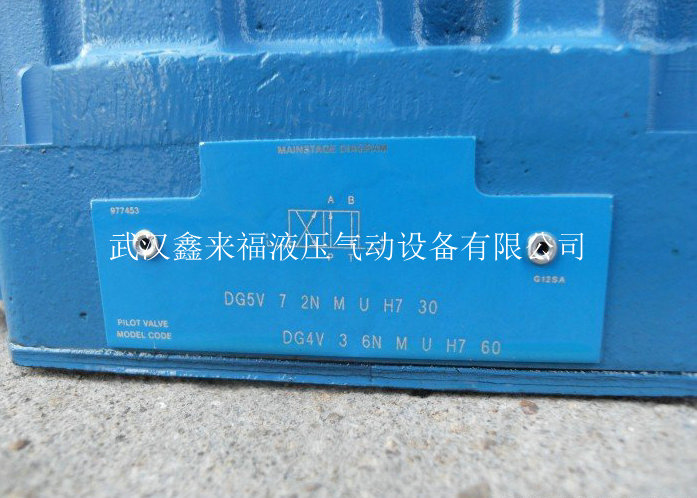 MAINSTAGE DIAGRAM
A B
977453
武汉鑫来福液压气动设备有限公司
P T
G12SA
DG5V 7 2N M U H7 30
PILOT VALVE
MODEL CODE
DG4V 3 6N M U H7 60